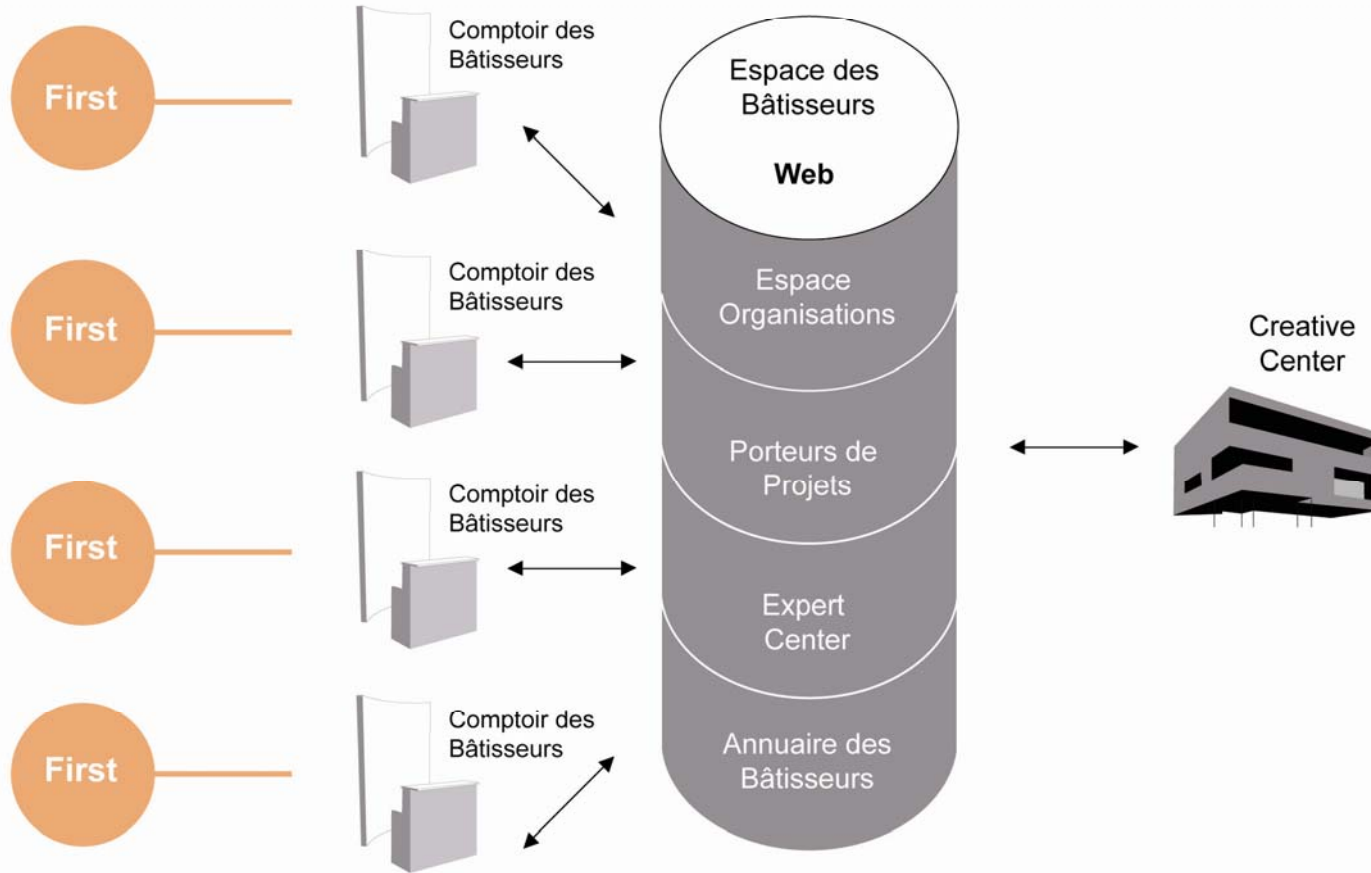 First
Comptoir des
Bâtisseurs
First
Comptoir des
Bâtisseurs
First
Comptoir des
Bâtisseurs
First
Comptoir des
Bâtisseurs
Espace des
Bâtisseurs
Web
Espace
Organisations
Porteurs de
Projets
Expert
Center
Annuaire des
Bâtisseurs
Creative
Center